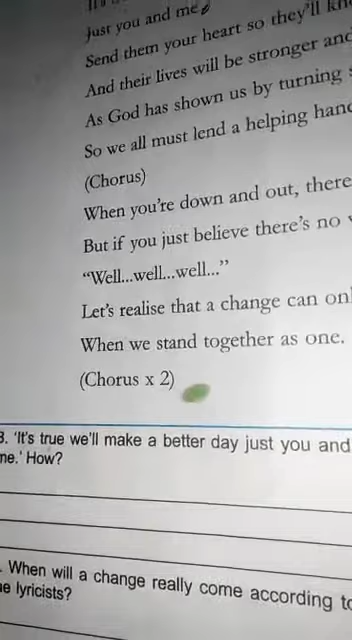 Just you and me
Send them your heart so they'll
And their lives will be stronger and
As God has shown us by turning
So we all must lend a helping hand
(Chorus)
When you're down and out, there
But if you just believe there's no
"Well...well...well..."
Let's realise that a change can onl
When we stand together as one.
(Chorus x 2)
3. 'It's true we'll make a better day just you and
me.' How?
. When will a change really come according to
he lyricists?